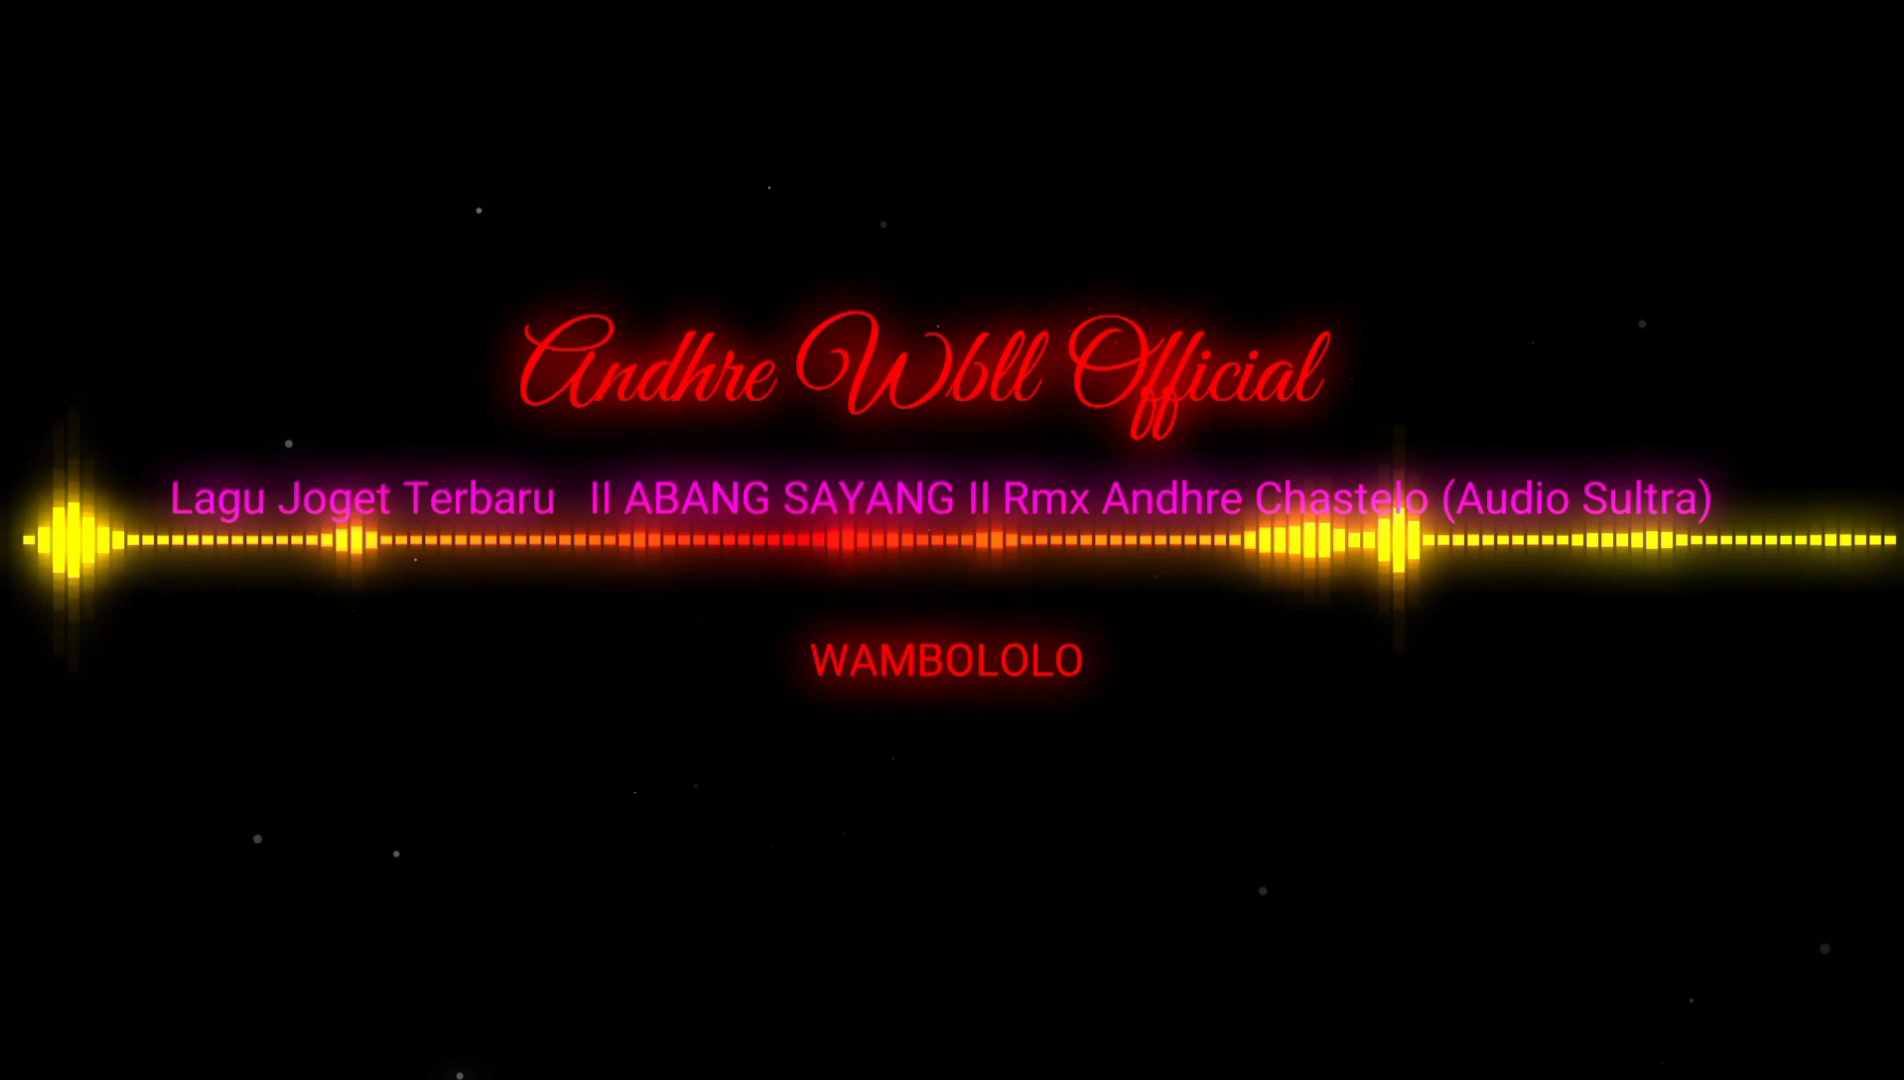 Andhre Wbll Official
Lagu Joget Terbaru II ABANG SAYANG II Rmx Andhre Chastelo (Audio Sultra)
WAMBOLOLO